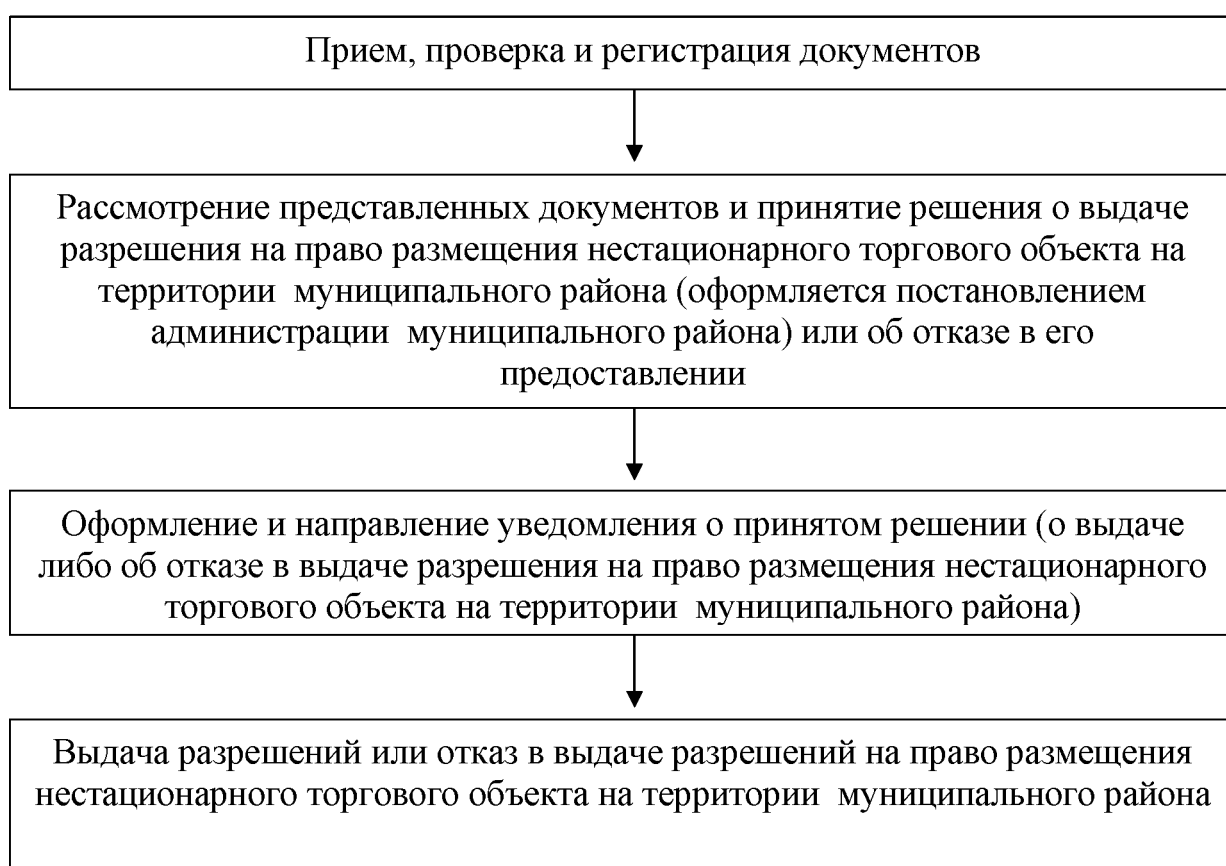 Прием, проверка и регистрация документов
Рассмотрение представленных документов и принятие решения о выдаче
разрешения на право размещения нестационарного торгового объекта на
территории муниципального района (оформляется постановлением
администрации муниципального района) или об отказе в его
предоставлении
Оформление и направление уведомления о принятом решении (о выдаче
либо об отказе в выдаче разрешения на право размещения нестационарного
торгового объекта на территории муниципального района)
Выдача разрешений или отказ в выдаче разрешений на право размещения
нестационарного торгового объекта на территории муниципального района